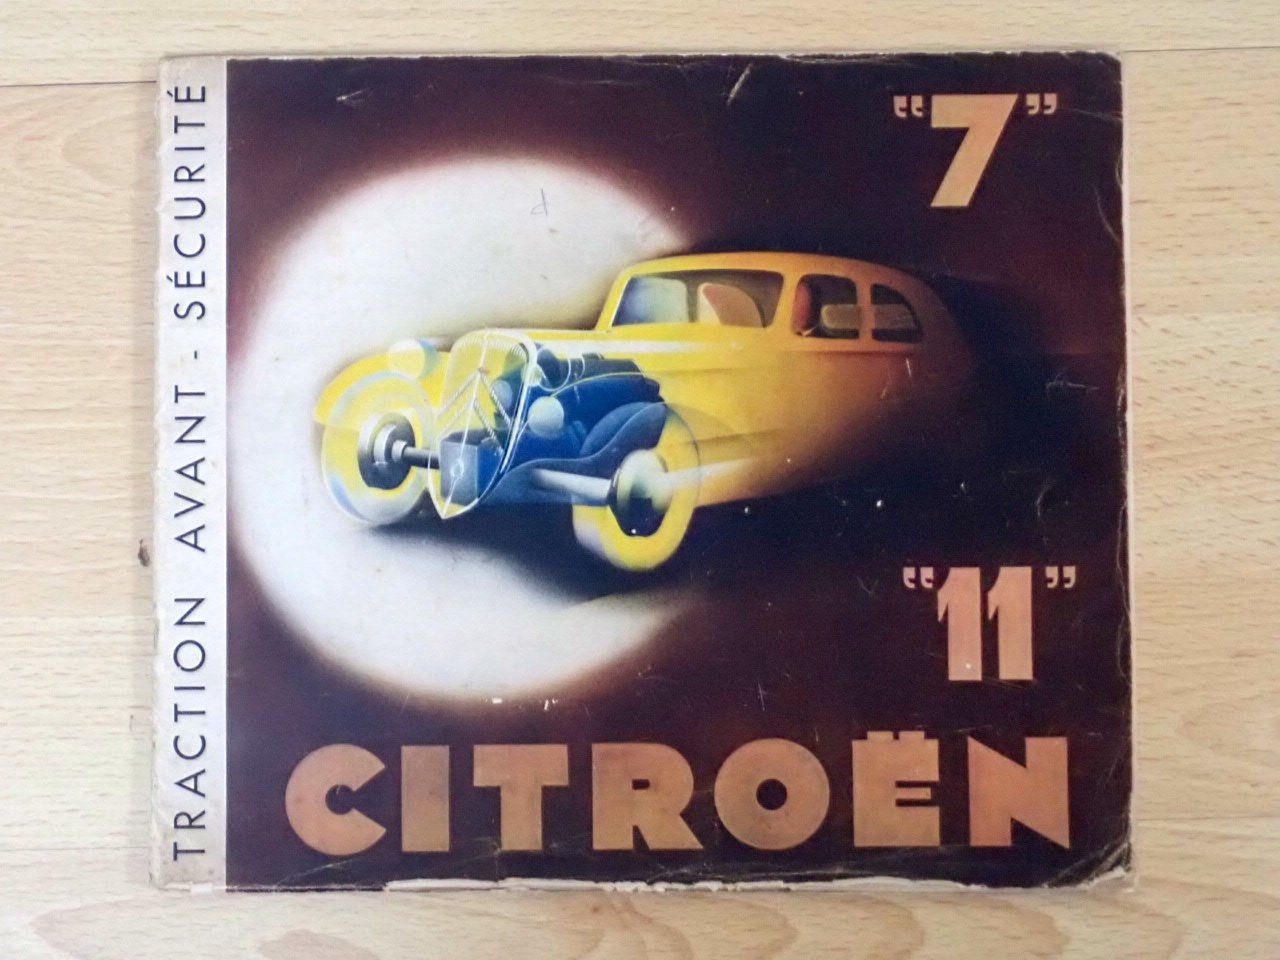 TRACTION AVANT - SÉCURITÉ
“7”
“11”
CITROËN